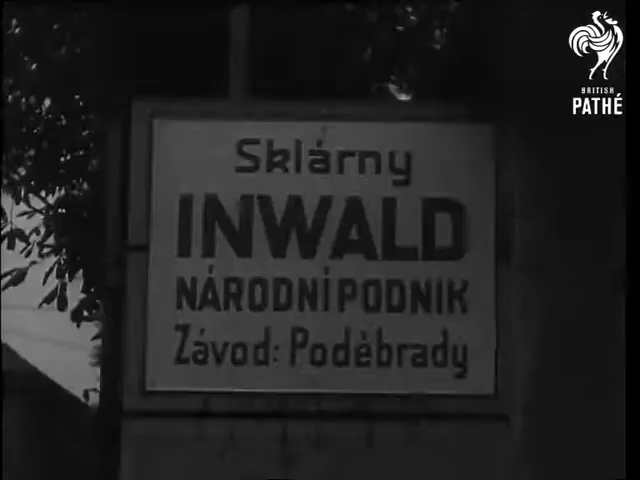 BRITISH
PATHÉ
Sklárny
INWALD
NÁRODNÍ PODNIK
Závod: Poděbrady